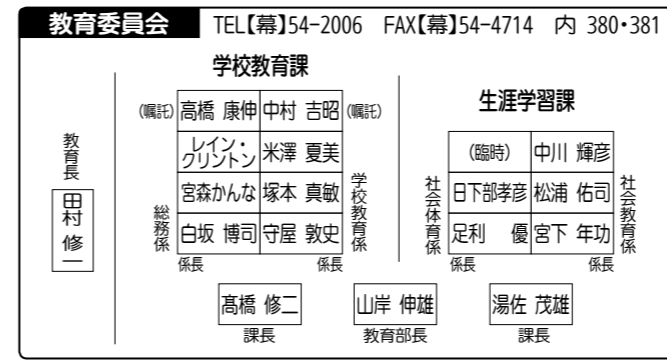 教育委員会 TEL【幕】54-2006 FAX【幕】54-4714 内 380・381
学校教育課
(嘱託) 高橋 康伸 中村 吉昭 (嘱託)
レイン・クリントン 米澤 夏美
宮森かんな 塚本 真敏
白坂 博司 守屋 敦史
総務係
学校教育係
係長 係長
生涯学習課
(臨時) 中川 輝彦
日下部孝彦 松浦 佑司
足利 優 宮下 年功
社会体育係
社会教育係
係長 係長
教育長
田村 修一
髙橋 修二 山岸 伸雄 湯佐 茂雄
課長 教育部長 課長